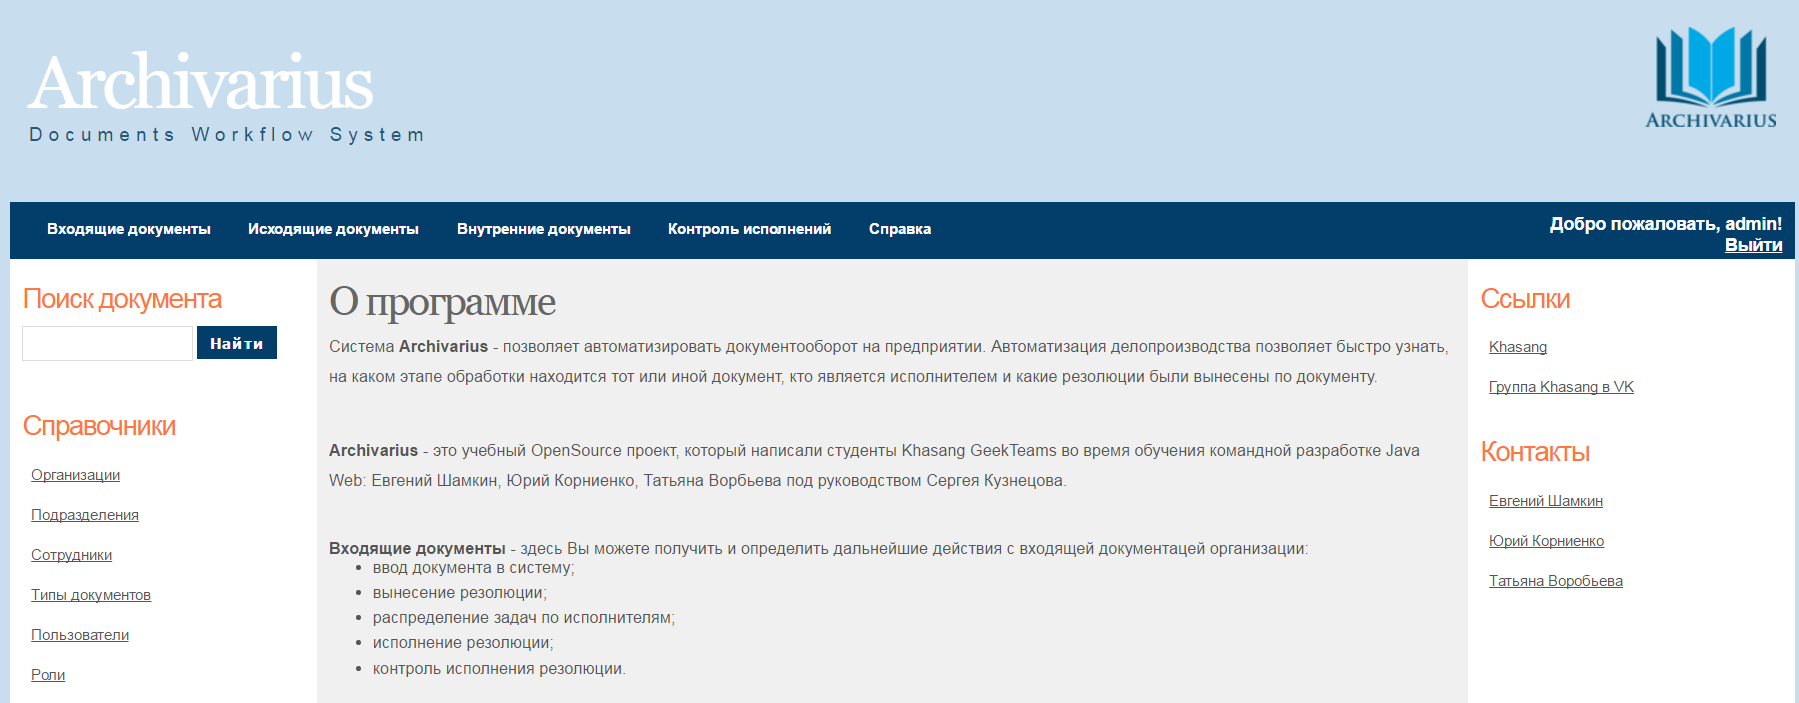 Archivarius
Documents Workflow System
ARCHIVARIUS
Входящие документы Исходящие документы Внутренние документы Контроль исполнений Справка
Добро пожаловать, admin!
Выйти
Поиск документа
Найти
Справочники
Организации
Подразделения
Сотрудники
Типы документов
Пользователи
Роли
О программе
Система Archivarius - позволяет автоматизировать документооборот на предприятии. Автоматизация делопроизводства позволяет быстро узнать,
на каком этапе обработки находится тот или иной документ, кто является исполнителем и какие резолюции были вынесены по документу.
Archivarius - это учебный OpenSource проект, который написали студенты Khasang GeekTeams во время обучения командной разработке Java
Web: Евгений Шамкин, Юрий Корниенко, Татьяна Ворбьева под руководством Сергея Кузнецова.
Входящие документы - здесь Вы можете получить и определить дальнейшие действия с входящей документацей организации:
• ввод документа в систему;
• вынесение резолюции;
• распределение задач по исполнителям;
• исполнение резолюции;
• контроль исполнения резолюции.
Ссылки
Khasang
Группа Khasang в VK
Контакты
Евгений Шамкин
Юрий Корниенко
Татьяна Воробьева